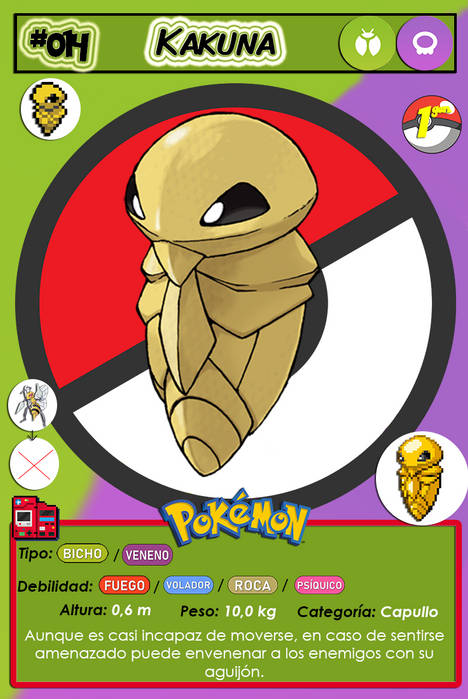 #014 KAKUNA
1ª gen
POKÉMON
Tipo: BICHO / VENENO
Debilidad: FUEGO / VOLADOR / ROCA / PSÍQUICO
Altura: 0,6 m Peso: 10,0 kg Categoría: Capullo
Aunque es casi incapaz de moverse, en caso de sentirse
amenazado puede envenenar a los enemigos con su
aguijón.